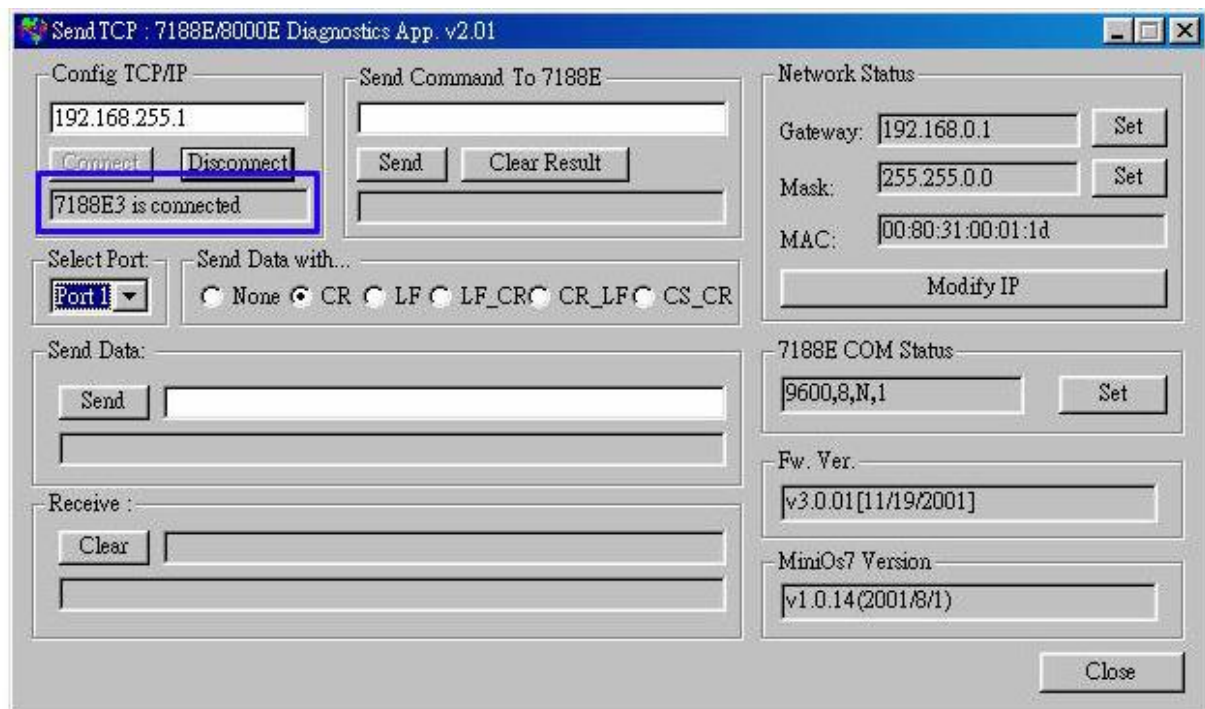 SendTCP : 7188E/8000E Diagnostics App. v2.01
Config TCP/IP
192.168.255.1
Connect Disconnect
7188E3 is connected
Send Command To 7188E
Send Clear Result
Network Status
Gateway: 192.168.0.1 Set
Mask: 255.255.0.0 Set
MAC: 00:80:31:00:01:1d
Modify IP
Select Port:
Port 1
Send Data with...
None CR LF LF_CR CR_LF CS_CR
Send Data:
Send
7188E COM Status
9600,8,N,1 Set
Fw. Ver.
v3.0.01[11/19/2001]
Receive :
Clear
MiniOs7 Version
v1.0.14(2001/8/1)
Close